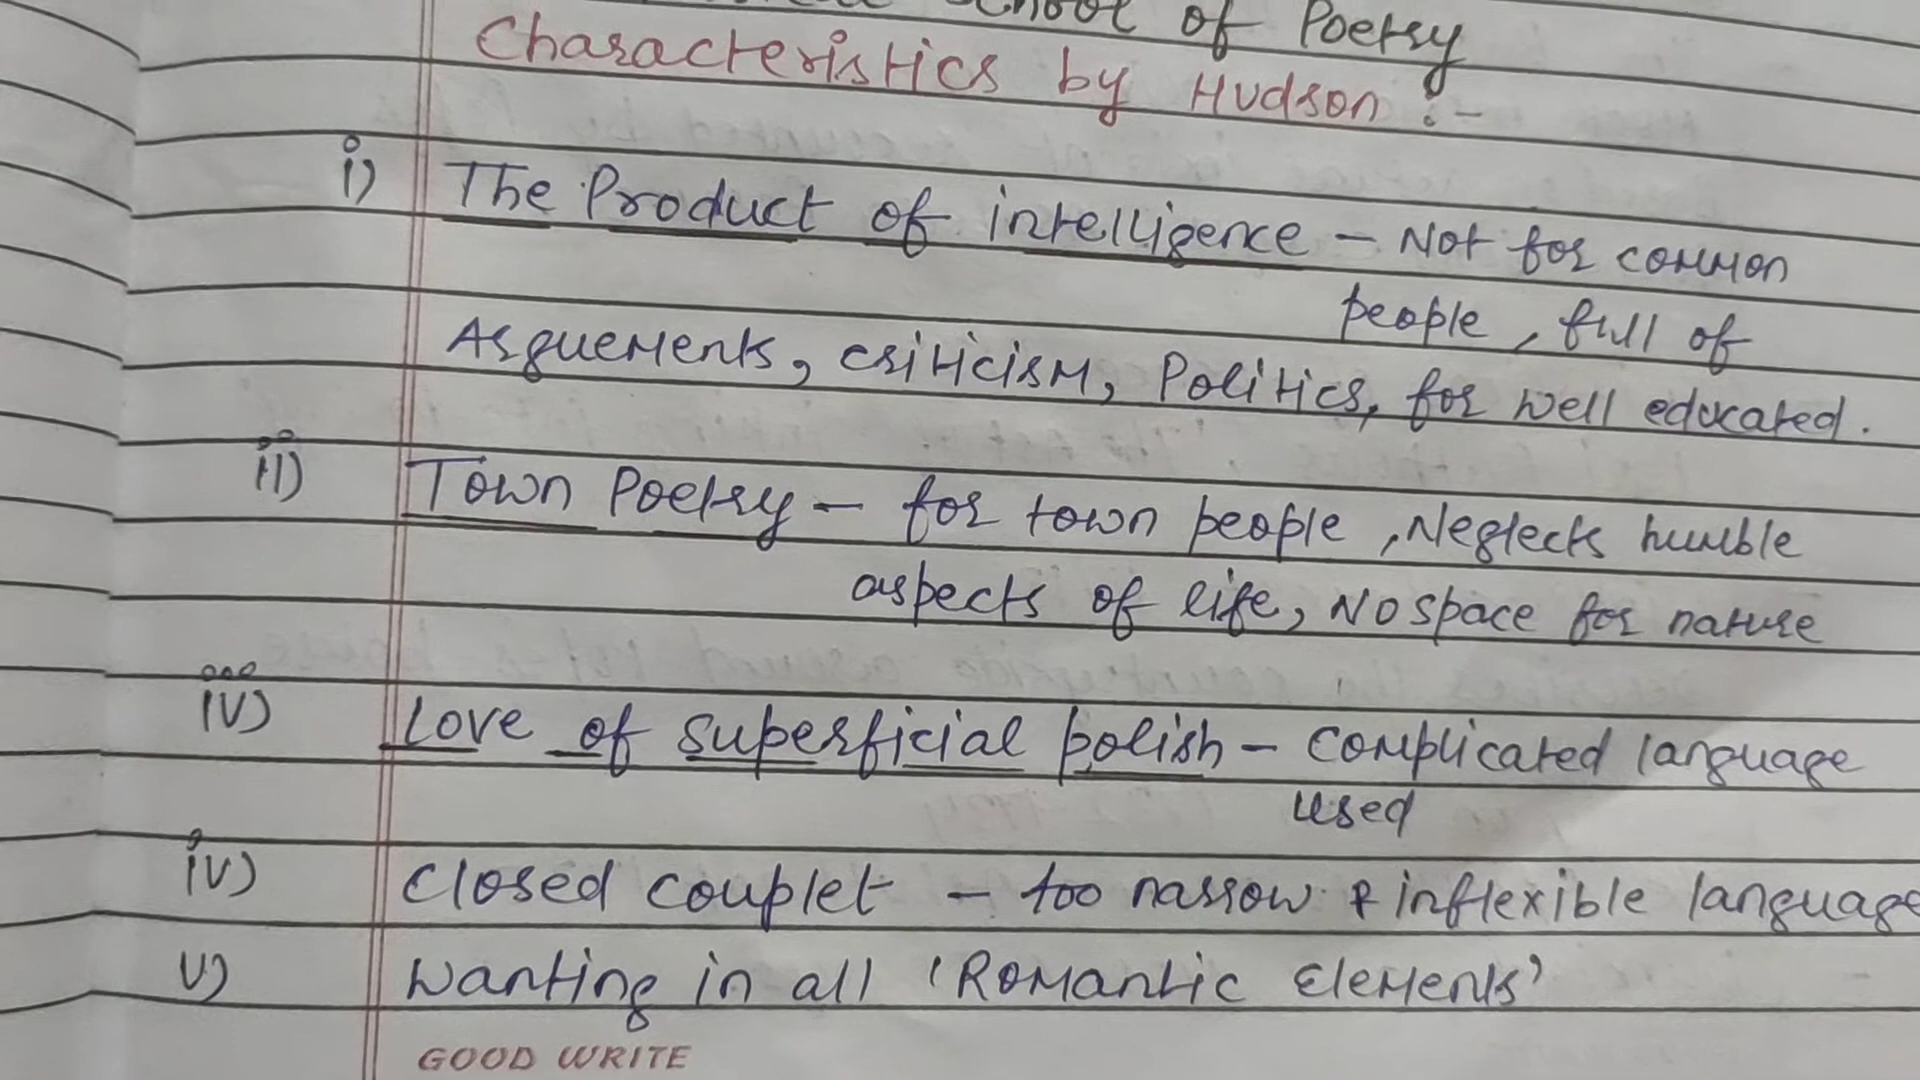 School of Poetry
Characteristics by Hudson :-
i) The Product of intelligence - Not for common
people, full of
Arguements, criticism, Politics, for well educated.
ii) Town Poetry - for town people, Neglects humble
aspects of life, No space for nature
iv) Love of superficial polish - complicated language
used
iv) Closed couplet - too narrow & inflexible language
v) Wanting in all 'Romantic Elements'
GOOD WRITE